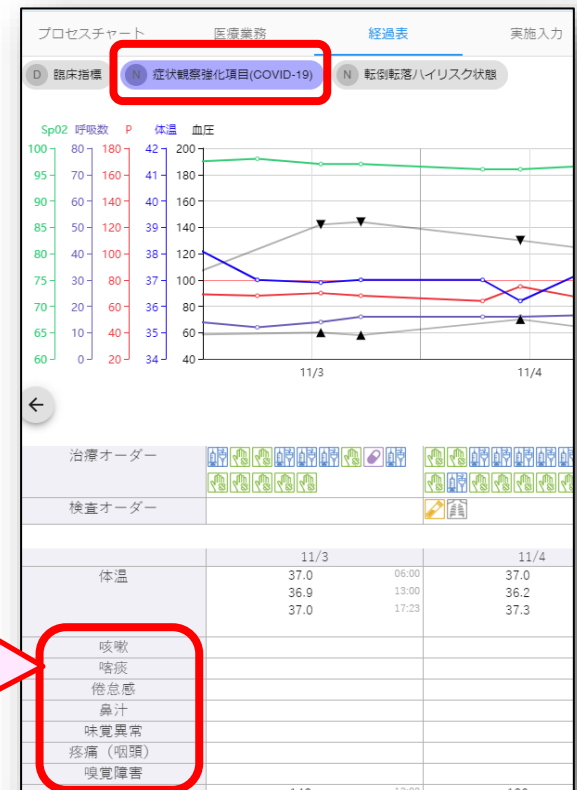 プロセスチャート 医療業務 経過表 実施入力
D 臨床指標 N 症状観察強化項目(COVID-19) N 転倒転落ハイリスク状態
Sp02 呼吸数 P 体温 血圧
100 80 180 42 200
95 70 160 41 180
90 60 140 40 160
85 50 120 39 140
80 40 100 38 120
75 30 80 37 100
70 20 60 36 80
65 10 40 35 60
60 0 20 34 40
11/3 11/4
治療オーダー
検査オーダー
11/3 11/4
体温 37.0 06:00 37.0
36.9 13:00 36.2
37.0 17:23 37.3
咳嗽
喀痰
倦怠感
鼻汁
味覚異常
疼痛（咽頭）
嗅覚障害